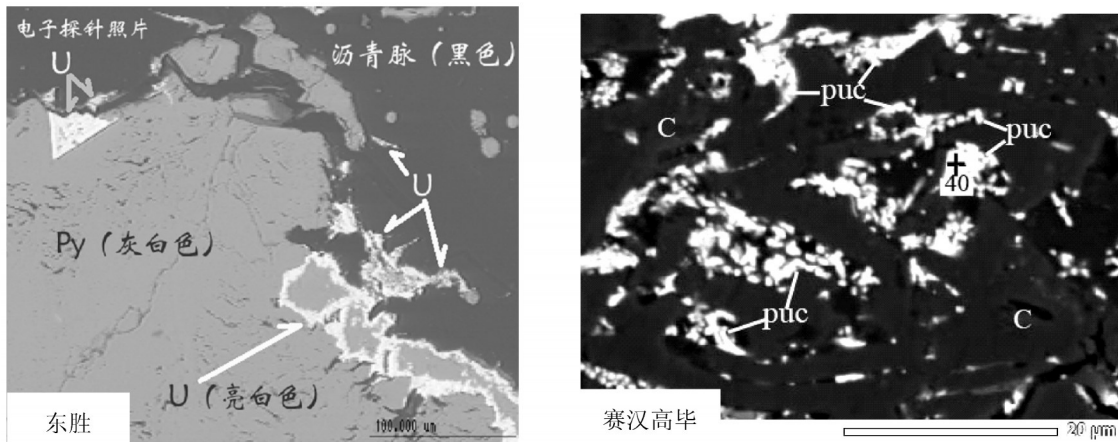 电子探针照片
U
沥青脉（黑色）
U
Py（灰白色）
U（亮白色）
东胜
100.000 um
puc
C
puc
40
puc
puc
C
赛汉高毕
20 μm